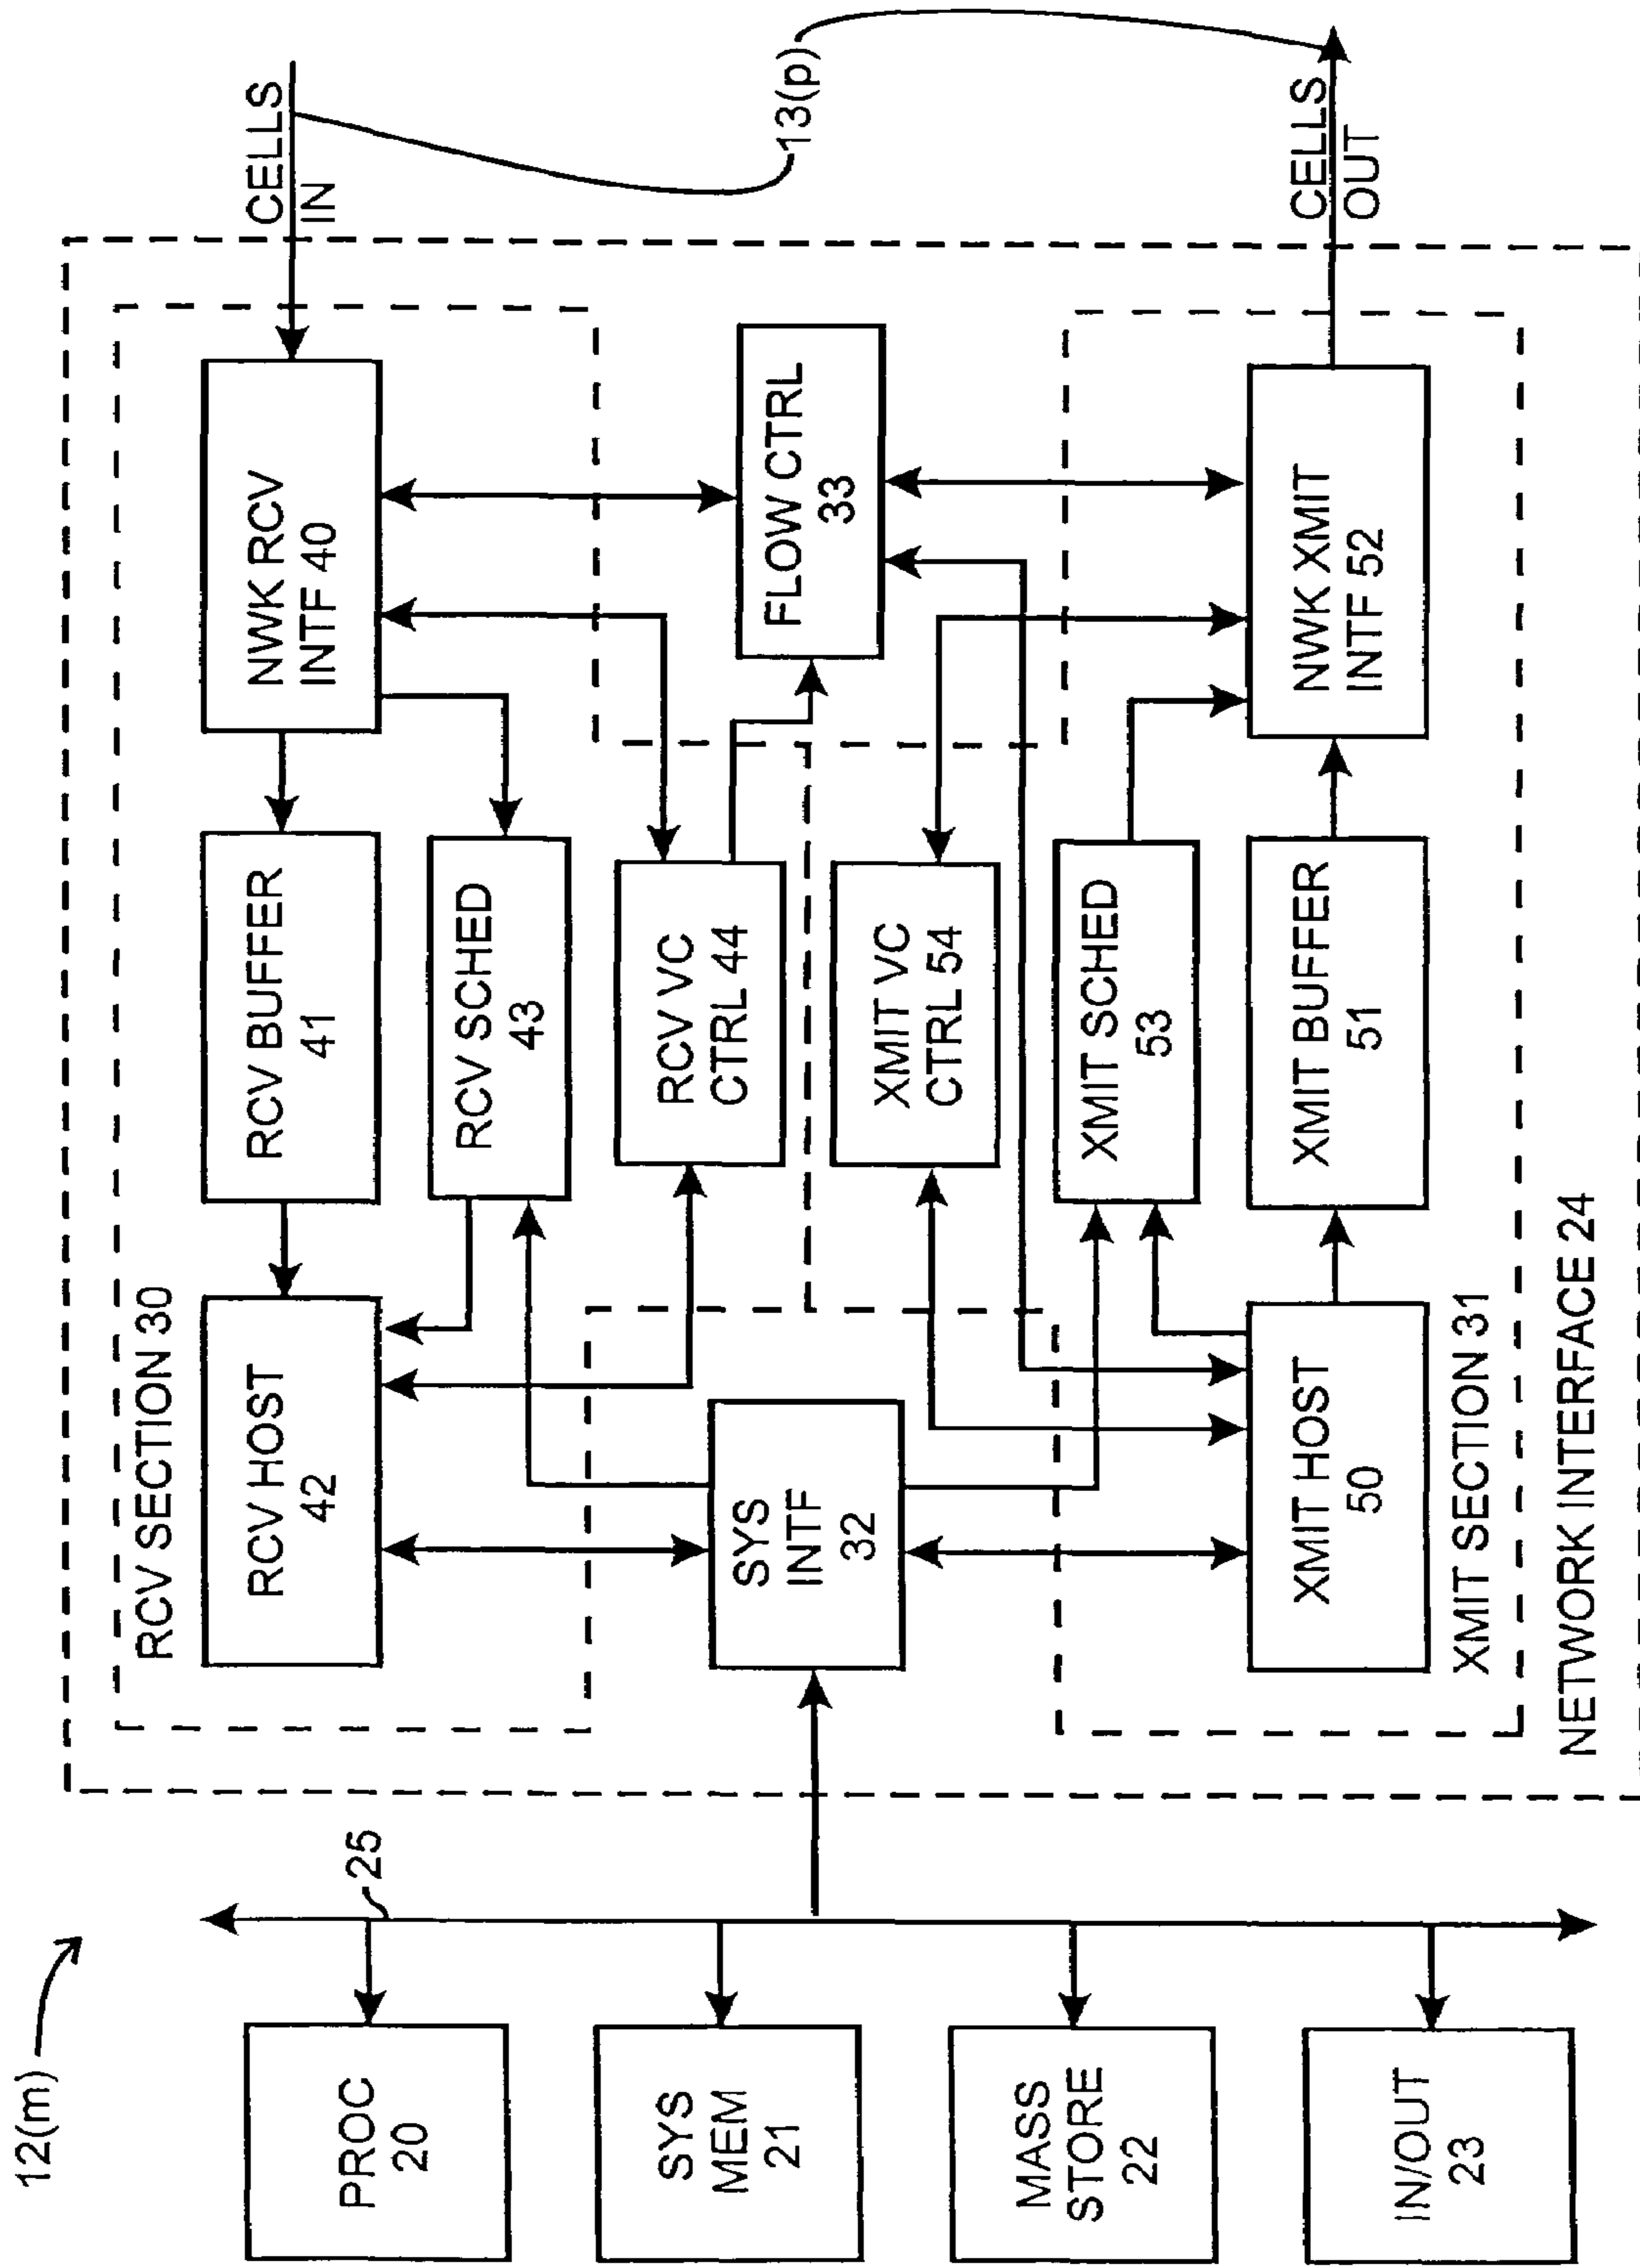 12(m)
PROC
20
SYS
MEM
21
MASS
STORE
22
IN/OUT
23
25
RCV SECTION 30
RCV HOST
42
RCV BUFFER
41
NWK RCV
INTF 40
CELLS
IN
RCV SCHED
43
RCV VC
CTRL 44
SYS
INTF
32
FLOW CTRL
33
13(p)
XMIT VC
CTRL 54
XMIT SCHED
53
XMIT HOST
50
XMIT BUFFER
51
NWK XMIT
INTF 52
CELLS
OUT
XMIT SECTION 31
NETWORK INTERFACE 24